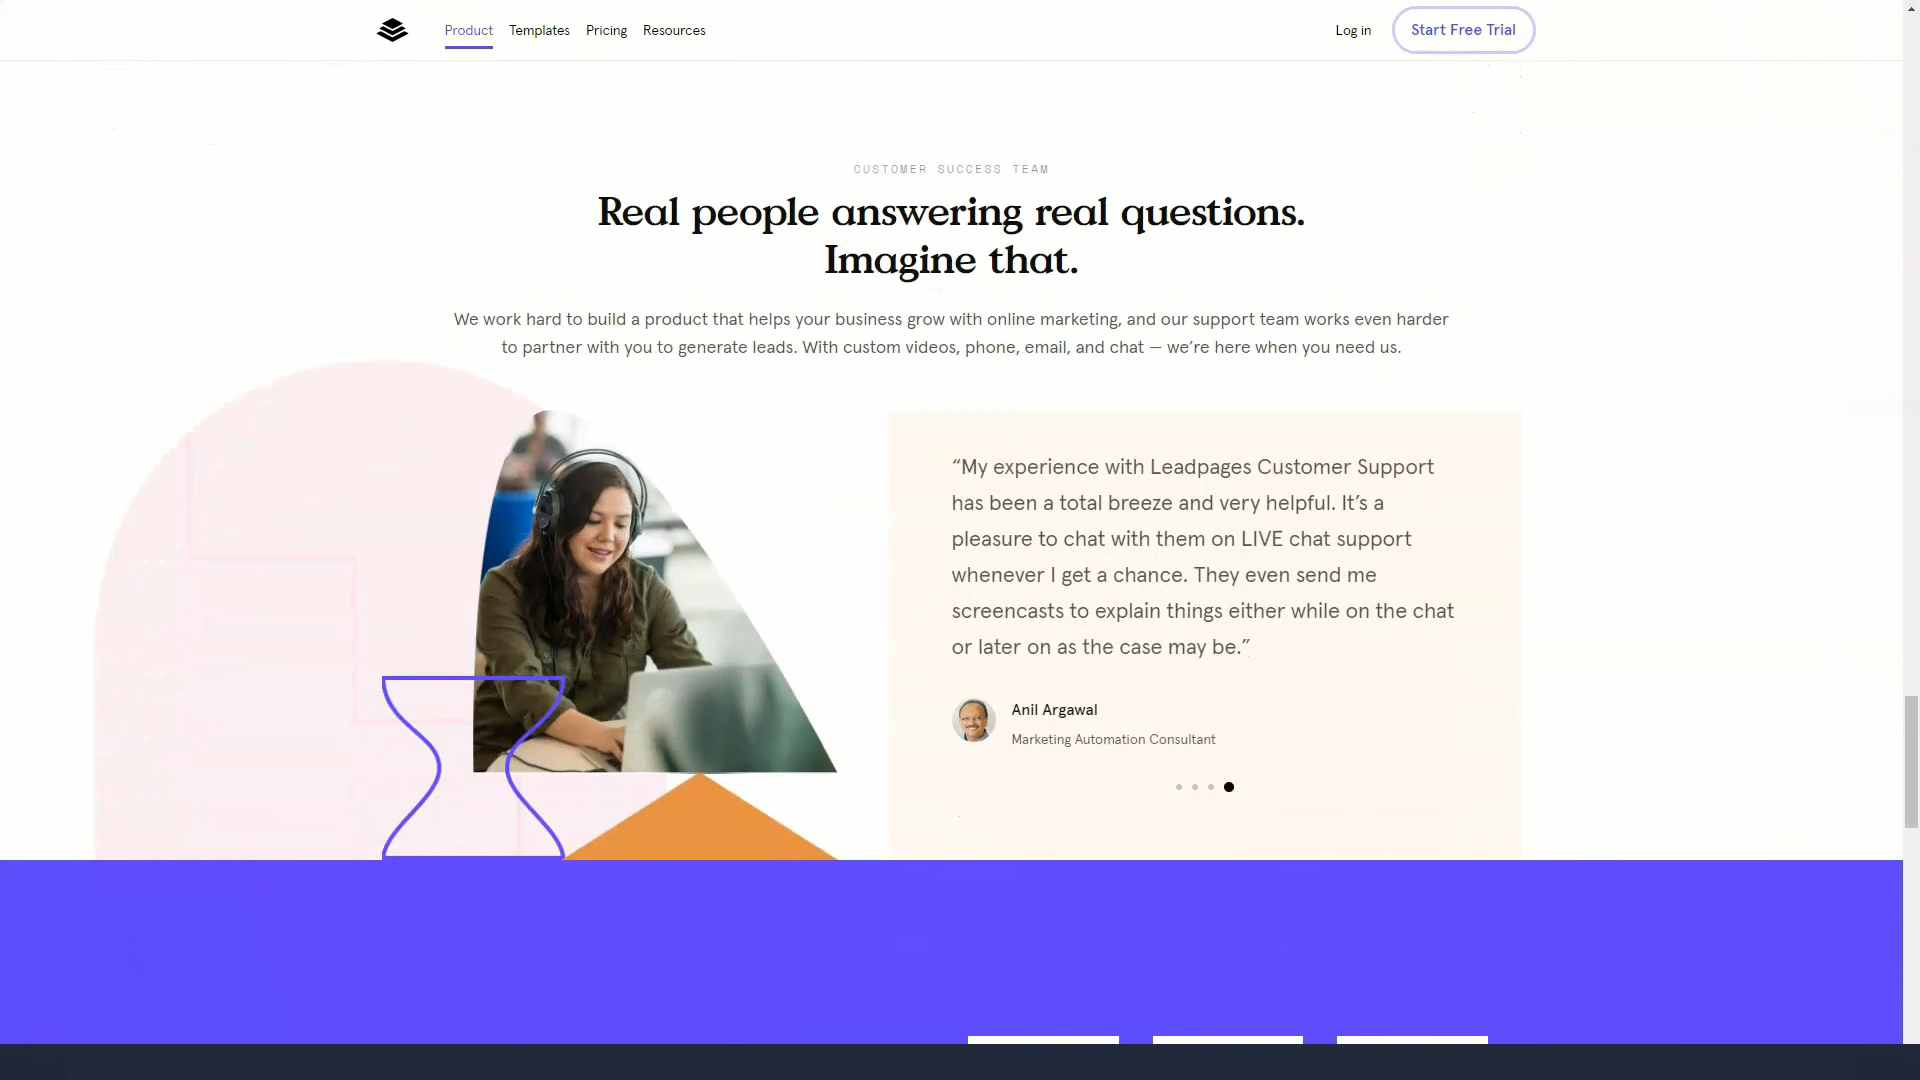 Product Templates Pricing Resources Log in Start Free Trial
CUSTOMER SUCCESS TEAM
Real people answering real questions.
Imagine that.
We work hard to build a product that helps your business grow with online marketing, and our support team works even harder
to partner with you to generate leads. With custom videos, phone, email, and chat — we’re here when you need us.
“My experience with Leadpages Customer Support
has been a total breeze and very helpful. It’s a
pleasure to chat with them on LIVE chat support
whenever I get a chance. They even send me
screencasts to explain things either while on the chat
or later on as the case may be.”
Anil Argawal
Marketing Automation Consultant